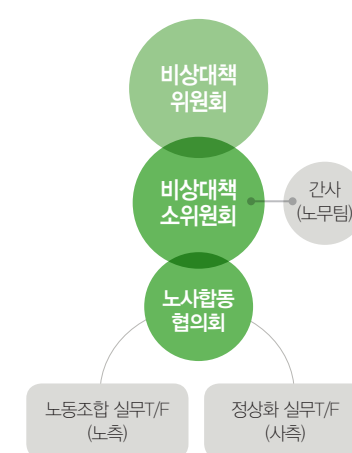 비상대책
위원회
비상대책
소위원회
간사
(노무팀)
노사합동
협의회
노동조합 실무T/F
(노측)
정상화 실무T/F
(사측)